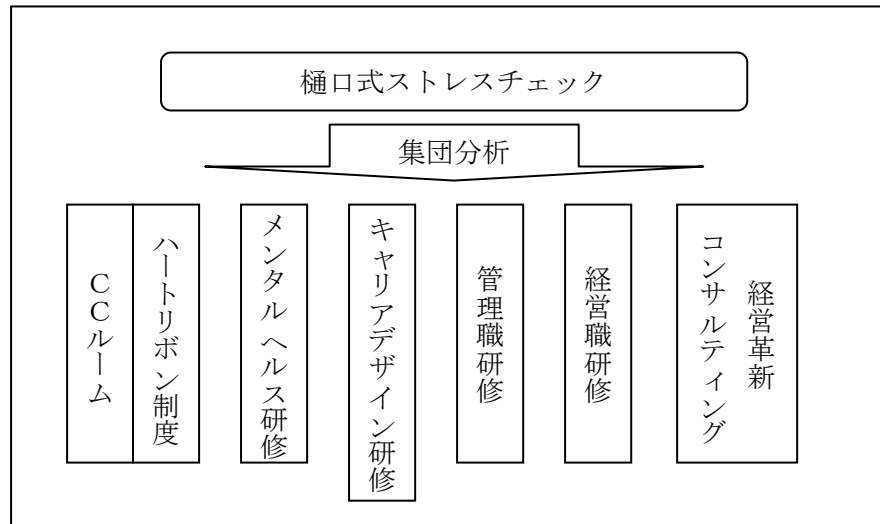 樋口式ストレスチェック
集団分析
ＣＣルーム
ハートリボン制度
メンタルヘルス研修
キャリアデザイン研修
管理職研修
経営職研修
経営革新
コンサルティング